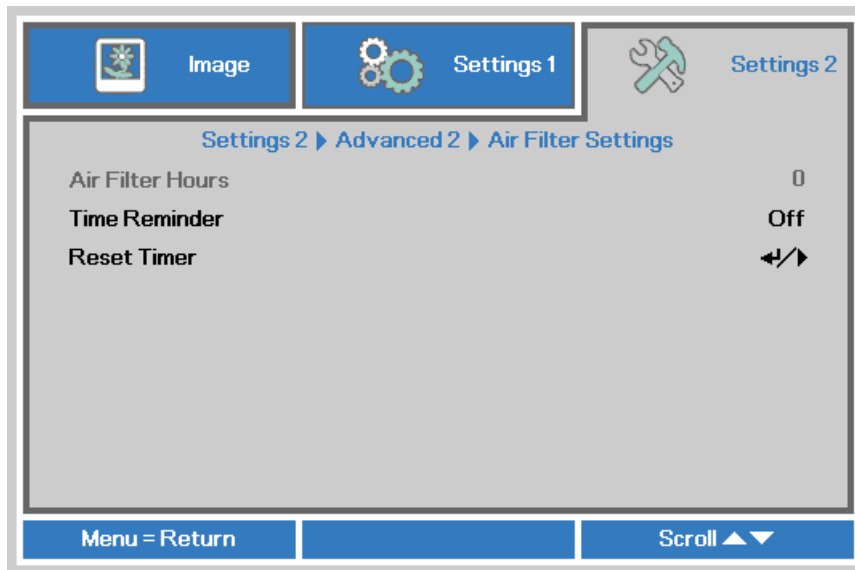 Image Settings 1 Settings 2
Settings 2 ▶ Advanced 2 ▶ Air Filter Settings
Air Filter Hours 0
Time Reminder Off
Reset Timer ↵/▶
Menu = Return Scroll ▲▼